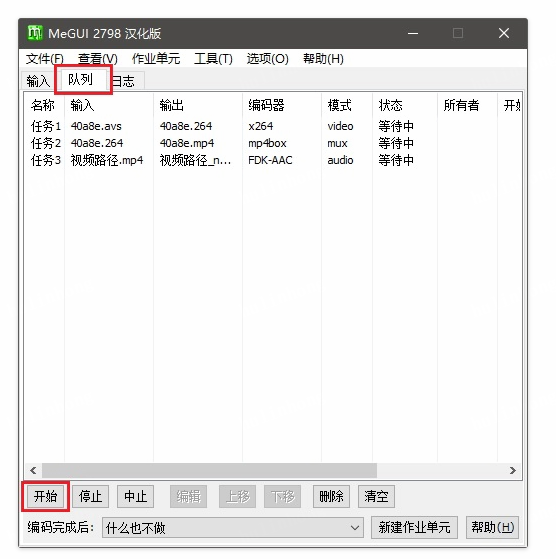 MeGUI 2798 汉化版
文件(F) 查看(V) 作业单元 工具(T) 选项(O) 帮助(H)
输入 队列 日志
名称 输入 输出 编码器 模式 状态 所有者 开始
任务1 40a8e.avs 40a8e.264 x264 video 等待中
任务2 40a8e.264 40a8e.mp4 mp4box mux 等待中
任务3 视频路径.mp4 视频路径_n... FDK-AAC audio 等待中
开始 停止 中止 编辑 上移 下移 删除 清空
编码完成后： 什么也不做 新建作业单元 帮助(H)